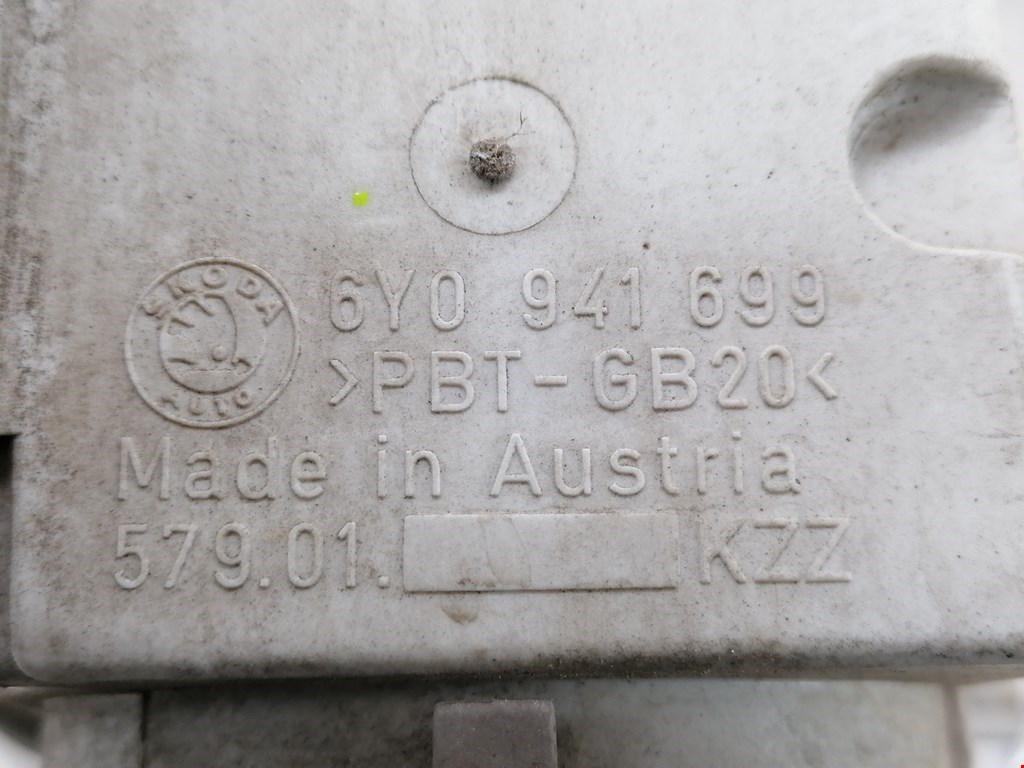 SKODA
AUTO
6Y0 941 699
>PBT-GB20<
Made in Austria
579.01. KZZ